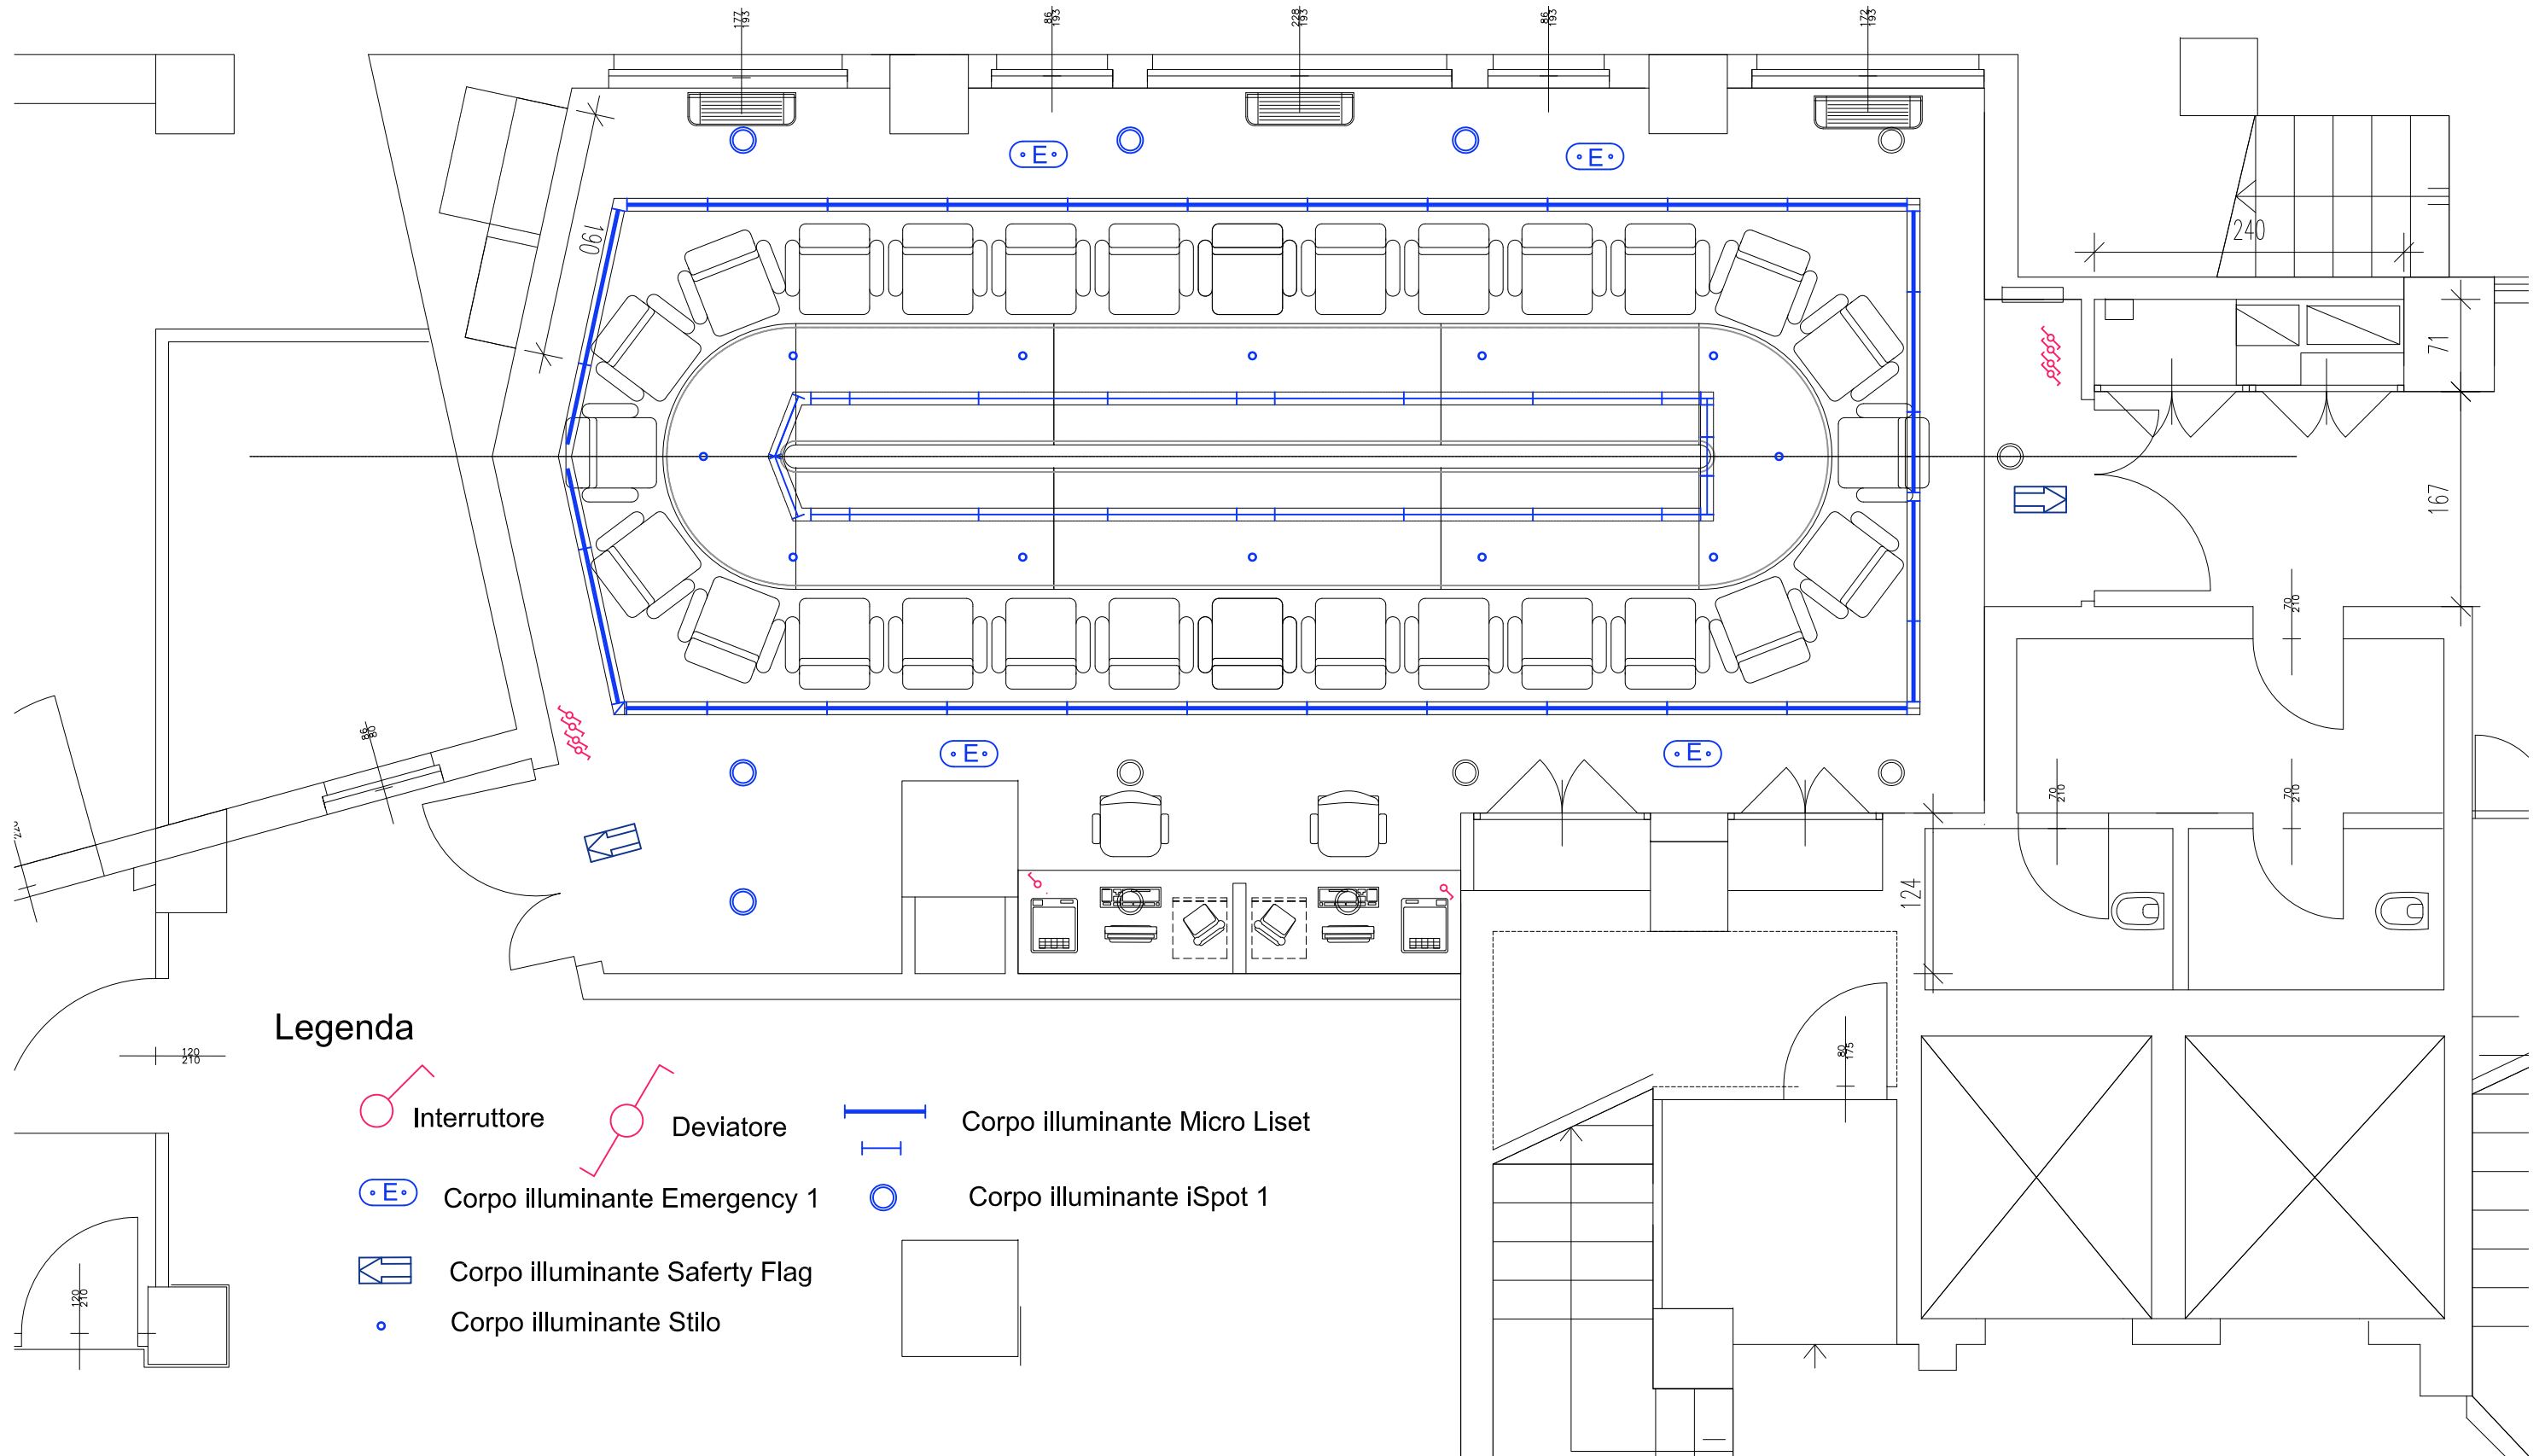 177
193
86
193
228
193
86
193
172
193
190
240
71
167
70
210
86
80
70
210
70
210
124
Legenda
120
210
80
175
Interruttore
Deviatore
Corpo illuminante Micro Liset
E
E
E
E
E
Corpo illuminante Emergency 1
Corpo illuminante iSpot 1
Corpo illuminante Saferty Flag
120
210
Corpo illuminante Stilo